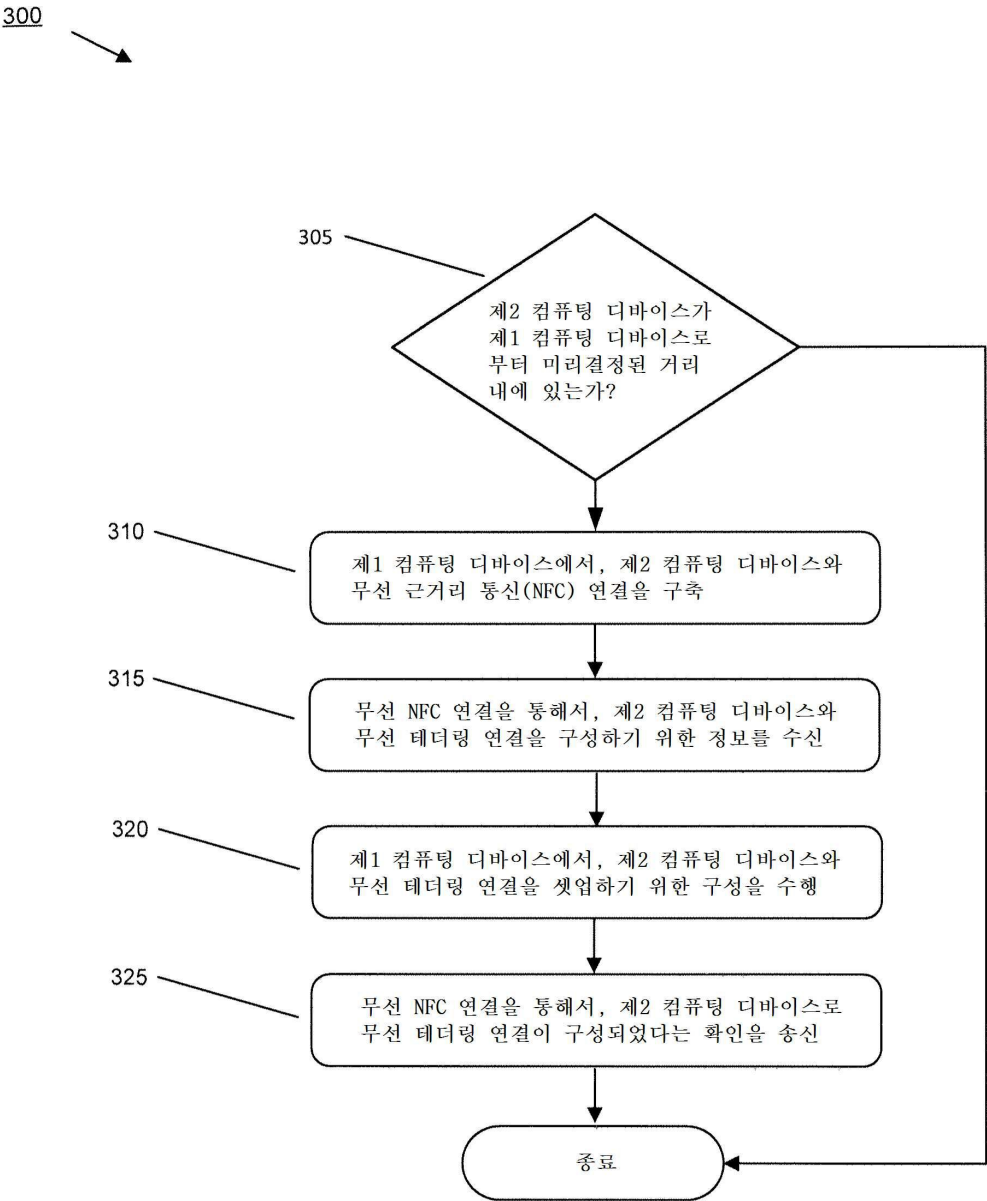 300
305
제2 컴퓨팅 디바이스가
제1 컴퓨팅 디바이스로
부터 미리결정된 거리
내에 있는가?
310
제1 컴퓨팅 디바이스에서, 제2 컴퓨팅 디바이스와
무선 근거리 통신(NFC) 연결을 구축
315
무선 NFC 연결을 통해서, 제2 컴퓨팅 디바이스와
무선 테더링 연결을 구성하기 위한 정보를 수신
320
제1 컴퓨팅 디바이스에서, 제2 컴퓨팅 디바이스와
무선 테더링 연결을 셋업하기 위한 구성을 수행
325
무선 NFC 연결을 통해서, 제2 컴퓨팅 디바이스로
무선 테더링 연결이 구성되었다는 확인을 송신
종료